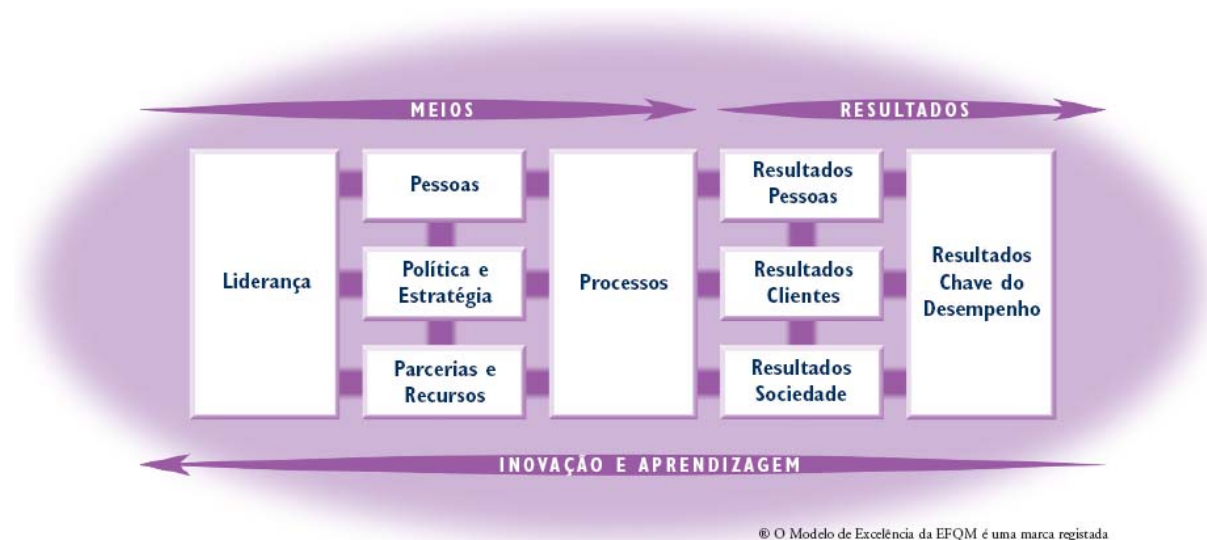 MEIOS
RESULTADOS
Liderança
Pessoas
Política e
Estratégia
Parcerias e
Recursos
Processos
Resultados
Pessoas
Resultados
Clientes
Resultados
Sociedade
Resultados
Chave do
Desempenho
INOVAÇÃO E APRENDIZAGEM
® O Modelo de Excelência da EFQM é uma marca registada